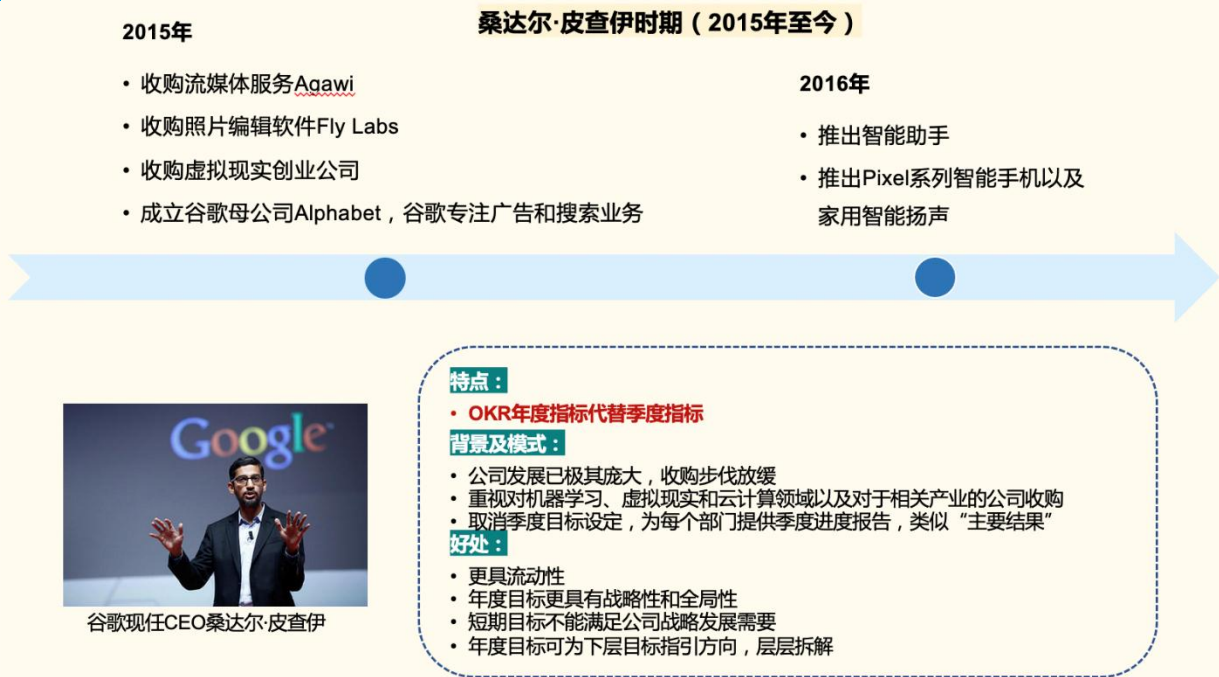 桑达尔·皮查伊时期（2015年至今）
2015年
• 收购流媒体服务Agawi
• 收购照片编辑软件Fly Labs
• 收购虚拟现实创业公司
• 成立谷歌母公司Alphabet，谷歌专注广告和搜索业务
2016年
• 推出智能助手
• 推出Pixel系列智能手机以及
家用智能扬声
Google
谷歌现任CEO桑达尔·皮查伊
特点：
• OKR年度指标代替季度指标
背景及模式：
• 公司发展已极其庞大，收购步伐放缓
• 重视对机器学习、虚拟现实和云计算领域以及对于相关产业的公司收购
• 取消季度目标设定，为每个部门提供季度进度报告，类似“主要结果”
好处：
• 更具流动性
• 年度目标更具有战略性和全局性
• 短期目标不能满足公司战略发展需要
• 年度目标可为下层目标指引方向，层层拆解